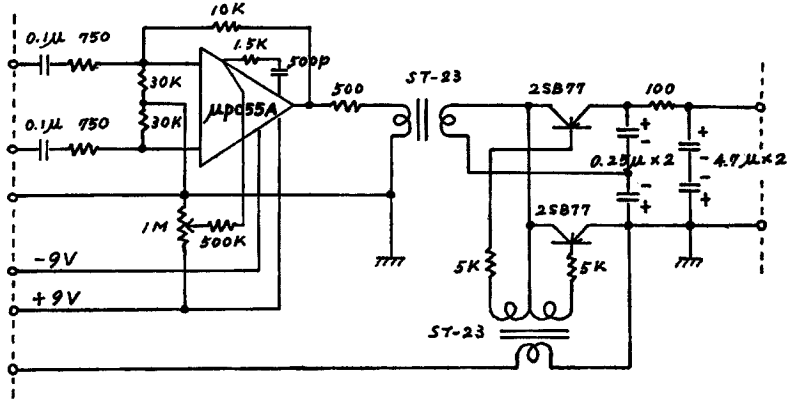 10K
0.1μ 750
1.5K
500P
30K
μpc55A
500
ST-23
2SB77
100
30K
0.1μ 750
+
-
0.25μ×2
-
+
+
-
4.7μ×2
-
+
1M
500K
2SB77
-9V
5K
5K
+9V
ST-23